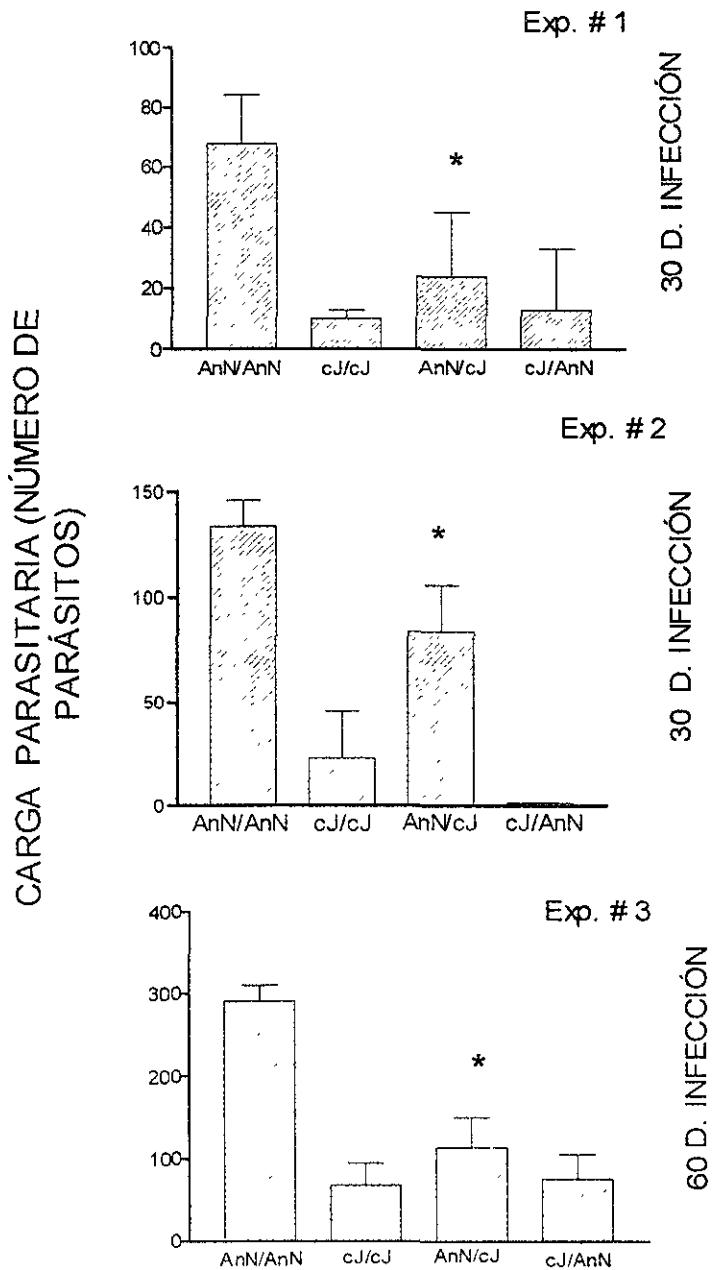 CARGA PARASITARIA (NÚMERO DE
PARÁSITOS)
Exp. # 1
100
80
60
40
20
0
*
AnN/AnN cJ/cJ AnN/cJ cJ/AnN
30 D. INFECCIÓN
Exp. # 2
150
100
50
0
*
AnN/AnN cJ/cJ AnN/cJ cJ/AnN
30 D. INFECCIÓN
Exp. # 3
400
300
200
100
0
*
AnN/AnN cJ/cJ AnN/cJ cJ/AnN
60 D. INFECCIÓN